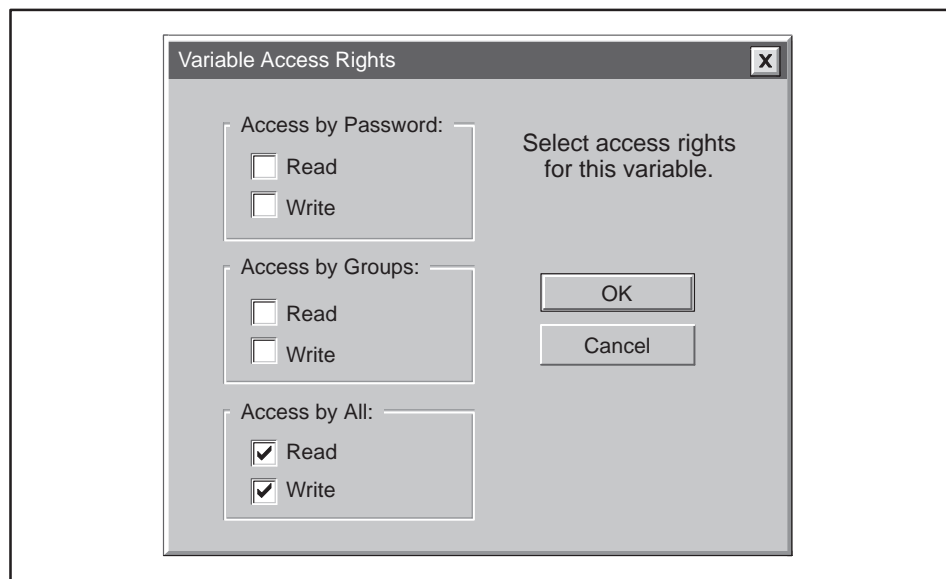 Variable Access Rights
Access by Password:
Read
Write
Select access rights
for this variable.
Access by Groups:
Read
Write
OK
Cancel
Access by All:
Read
Write